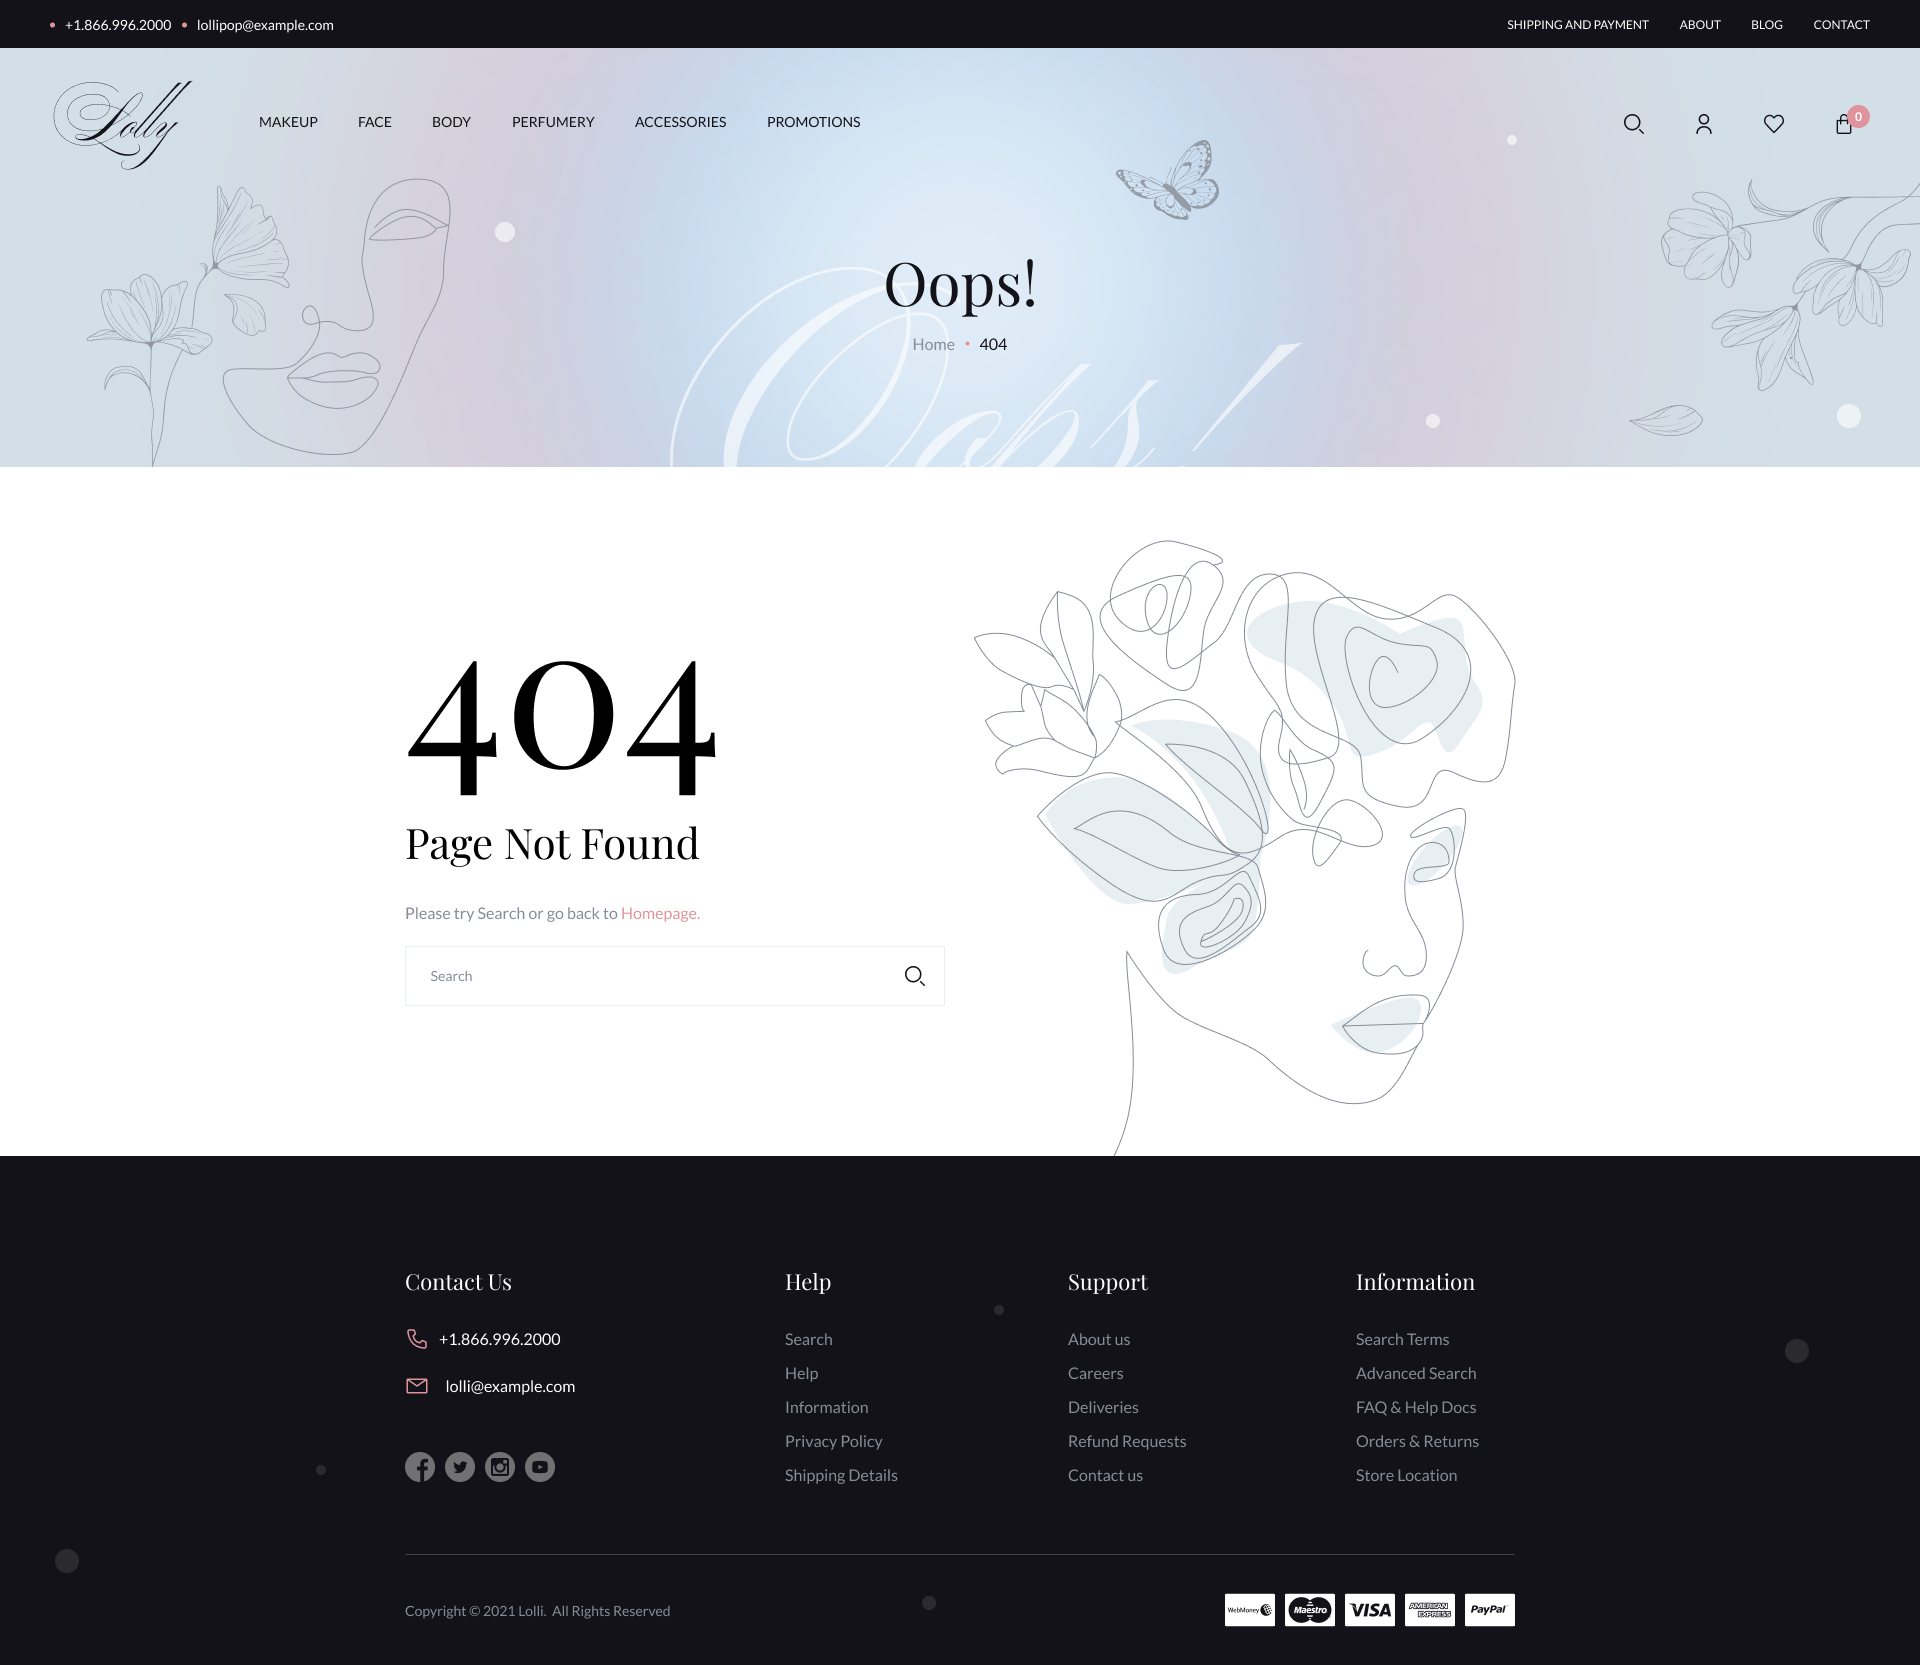 +1.866.996.2000 lollipop@example.com SHIPPING AND PAYMENT ABOUT BLOG CONTACT
Lolly MAKEUP FACE BODY PERFUMERY ACCESSORIES PROMOTIONS 0
Oops!
Home 404
Oops!
404
Page Not Found
Please try Search or go back to Homepage.
Search
Contact Us
+1.866.996.2000
lolli@example.com
Help
Search
Help
Information
Privacy Policy
Shipping Details
Support
About us
Careers
Deliveries
Refund Requests
Contact us
Information
Search Terms
Advanced Search
FAQ & Help Docs
Orders & Returns
Store Location
Copyright © 2021 Lolli. All Rights Reserved
WebMoney Maestro VISA AMERICAN EXPRESS PayPal